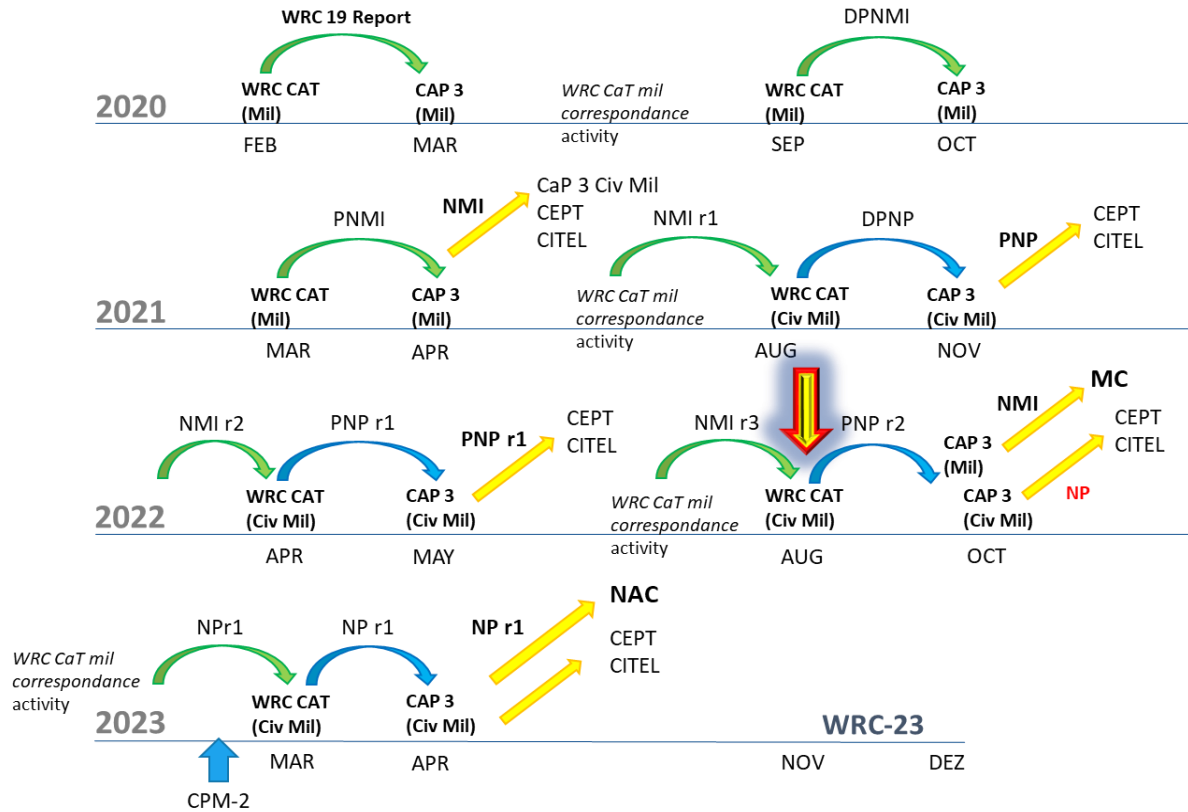 WRC 19 Report
DPNMI
WRC CAT
(Mil)
CAP 3
(Mil)
WRC CaT mil
correspondance
activity
WRC CAT
(Mil)
CAP 3
(Mil)
2020
FEB
MAR
SEP
OCT
PNMI
NMI
CaP 3 Civ Mil
CEPT
CITEL
NMI r1
DPNP
PNP
CEPT
CITEL
WRC CAT
(Mil)
CAP 3
(Mil)
WRC CaT mil
correspondance
activity
WRC CAT
(Civ Mil)
CAP 3
(Civ Mil)
2021
MAR
APR
AUG
NOV
NMI r2
PNP r1
PNP r1
CEPT
CITEL
NMI r3
PNP r2
NMI
MC
CEPT
CITEL
CAP 3
(Mil)
NP
WRC CAT
(Civ Mil)
CAP 3
(Civ Mil)
WRC CaT mil
correspondance
activity
WRC CAT
(Civ Mil)
CAP 3
(Civ Mil)
2022
APR
MAY
AUG
OCT
NPr1
NP r1
NP r1
NAC
CEPT
CITEL
WRC CaT mil
correspondance
activity
WRC CAT
(Civ Mil)
CAP 3
(Civ Mil)
2023
WRC-23
MAR
APR
NOV
DEZ
CPM-2